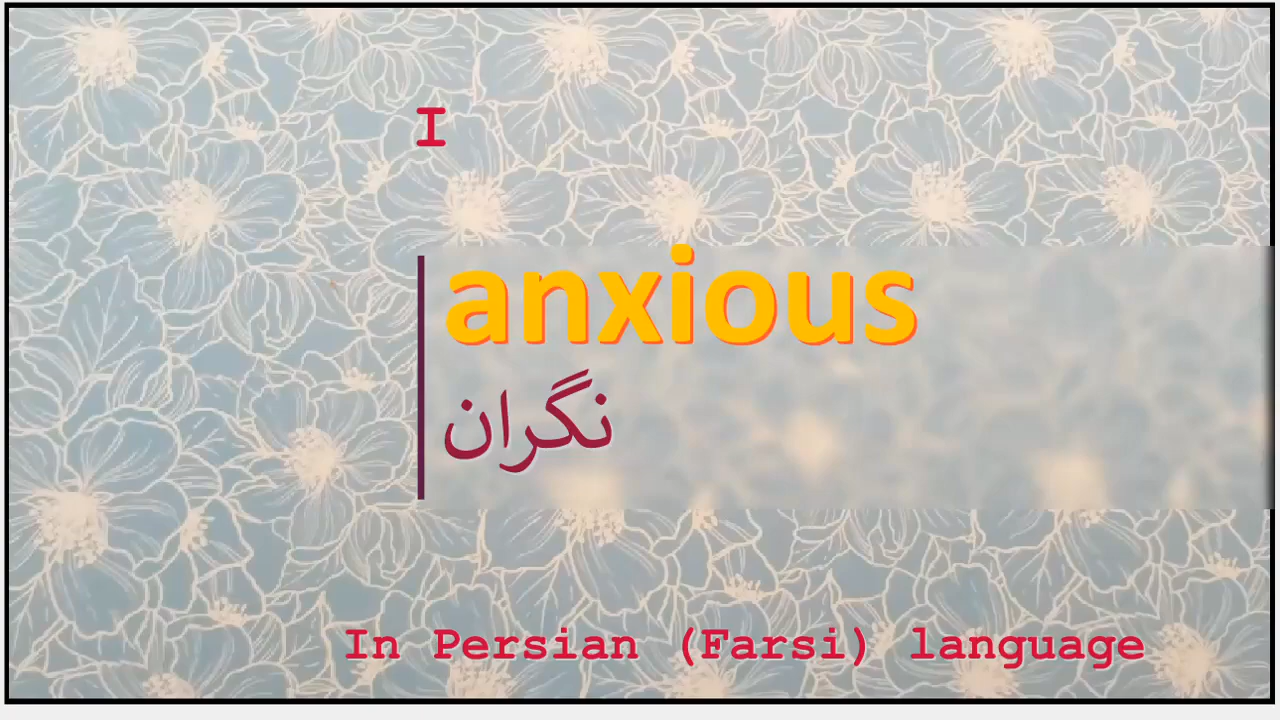 I
anxious
نگران
In Persian (Farsi) language